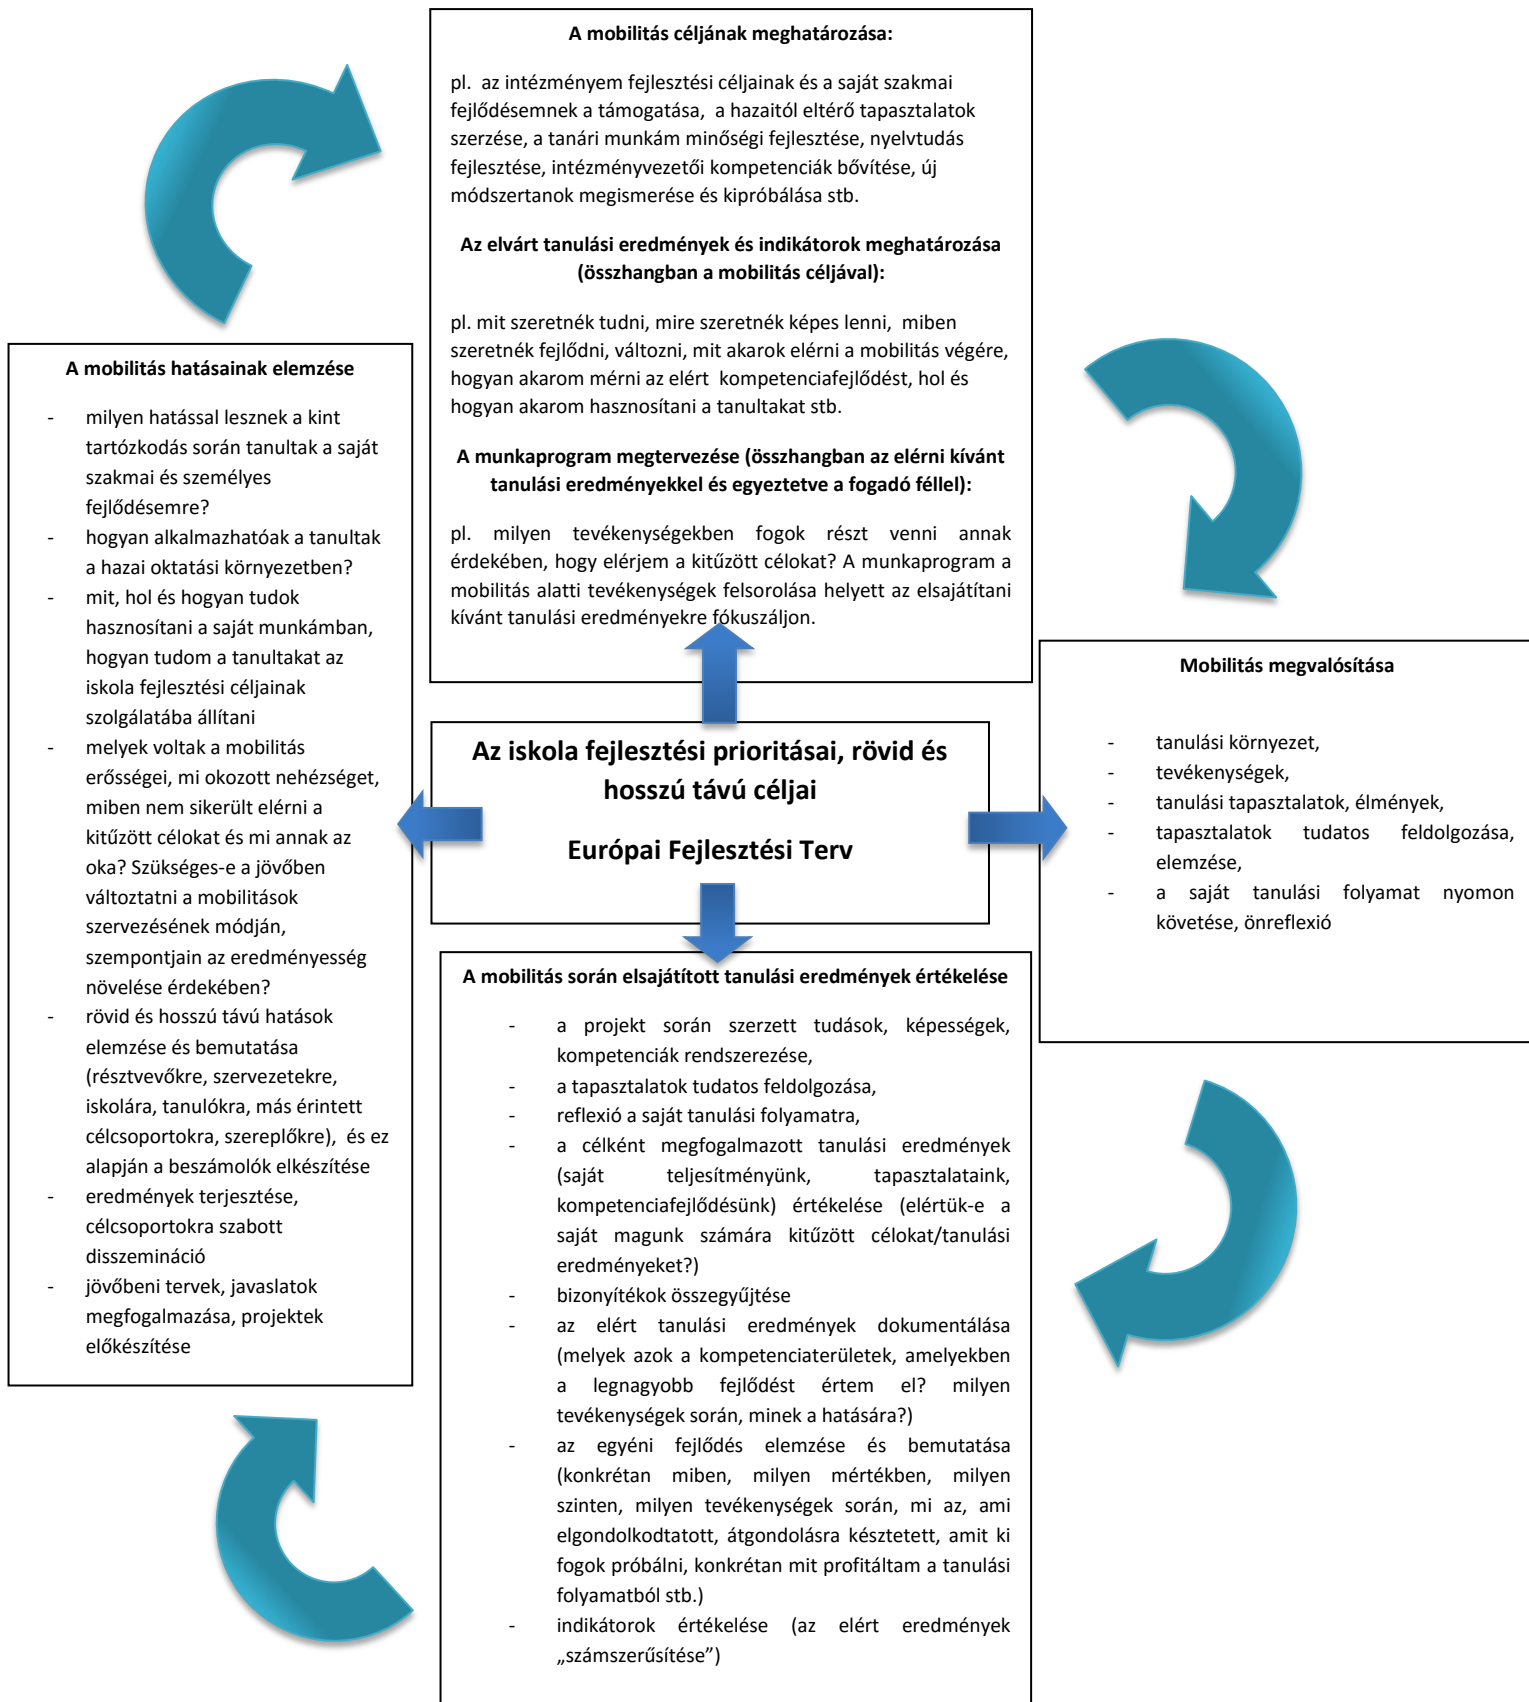 A mobilitás céljának meghatározása:
pl. az intézményem fejlesztési céljainak és a saját szakmai
fejlődésemnek a támogatása, a hazaitól eltérő tapasztalatok
szerzése, a tanári munkám minőségi fejlesztése, nyelvtudás
fejlesztése, intézményvezetői kompetenciák bővítése, új
módszertanok megismerése és kipróbálása stb.
Az elvárt tanulási eredmények és indikátorok meghatározása
(összhangban a mobilitás céljával):
pl. mit szeretnék tudni, mire szeretnék képes lenni, miben
szeretnék fejlődni, változni, mit akarok elérni a mobilitás végére,
hogyan akarom mérni az elért kompetenciafejlődést, hol és
hogyan akarom hasznosítani a tanultakat stb.
A munkaprogram megtervezése (összhangban az elérni kívánt
tanulási eredményekkel és egyeztetve a fogadó féllel):
pl. milyen tevékenységekben fogok részt venni annak
érdekében, hogy elérjem a kitűzött célokat? A munkaprogram a
mobilitás alatti tevékenységek felsorolása helyett az elsajátítani
kívánt tanulási eredményekre fókuszáljon.
Az iskola fejlesztési prioritásai, rövid és
hosszú távú céljai
Európai Fejlesztési Terv
Mobilitás megvalósítása
- tanulási környezet,
- tevékenységek,
- tanulási tapasztalatok, élmények,
- tapasztalatok tudatos feldolgozása,
elemzése,
- a saját tanulási folyamat nyomon
követése, önreflexió
A mobilitás során elsajátított tanulási eredmények értékelése
- a projekt során szerzett tudások, képességek,
kompetenciák rendszerezése,
- a tapasztalatok tudatos feldolgozása,
- reflexió a saját tanulási folyamatra,
- a célként megfogalmazott tanulási eredmények
(saját teljesítményünk, tapasztalataink,
kompetenciafejlődésünk) értékelése (elértük-e a
saját magunk számára kitűzött célokat/tanulási
eredményeket?)
- bizonyítékok összegyűjtése
- az elért tanulási eredmények dokumentálása
(melyek azok a kompetenciaterületek, amelyekben
a legnagyobb fejlődést értem el? milyen
tevékenységek során, minek a hatására?)
- az egyéni fejlődés elemzése és bemutatása
(konkrétan miben, milyen mértékben, milyen
szinten, milyen tevékenységek során, mi az, ami
elgondolkodtatott, átgondolásra késztetett, amit ki
fogok próbálni, konkrétan mit profitáltam a tanulási
folyamatból stb.)
- indikátorok értékelése (az elért eredmények
„számszerűsítése”)
A mobilitás hatásainak elemzése
- milyen hatással lesznek a kint
tartózkodás során tanultak a saját
szakmai és személyes
fejlődésemre?
- hogyan alkalmazhatóak a tanultak
a hazai oktatási környezetben?
- mit, hol és hogyan tudok
hasznosítani a saját munkámban,
hogyan tudom a tanultakat az
iskola fejlesztési céljainak
szolgálatába állítani
- melyek voltak a mobilitás
erősségei, mi okozott nehézséget,
miben nem sikerült elérni a
kitűzött célokat és mi annak az
oka? Szükséges-e a jövőben
változtatni a mobilitások
szervezésének módján,
szempontjain az eredményesség
növelése érdekében?
- rövid és hosszú távú hatások
elemzése és bemutatása
(résztvevőkre, szervezetekre,
iskolára, tanulókra, más érintett
célcsoportokra, szereplőkre), és ez
alapján a beszámolók elkészítése
- eredmények terjesztése,
célcsoportokra szabott
disszemináció
- jövőbeni tervek, javaslatok
megfogalmazása, projektek
előkészítése